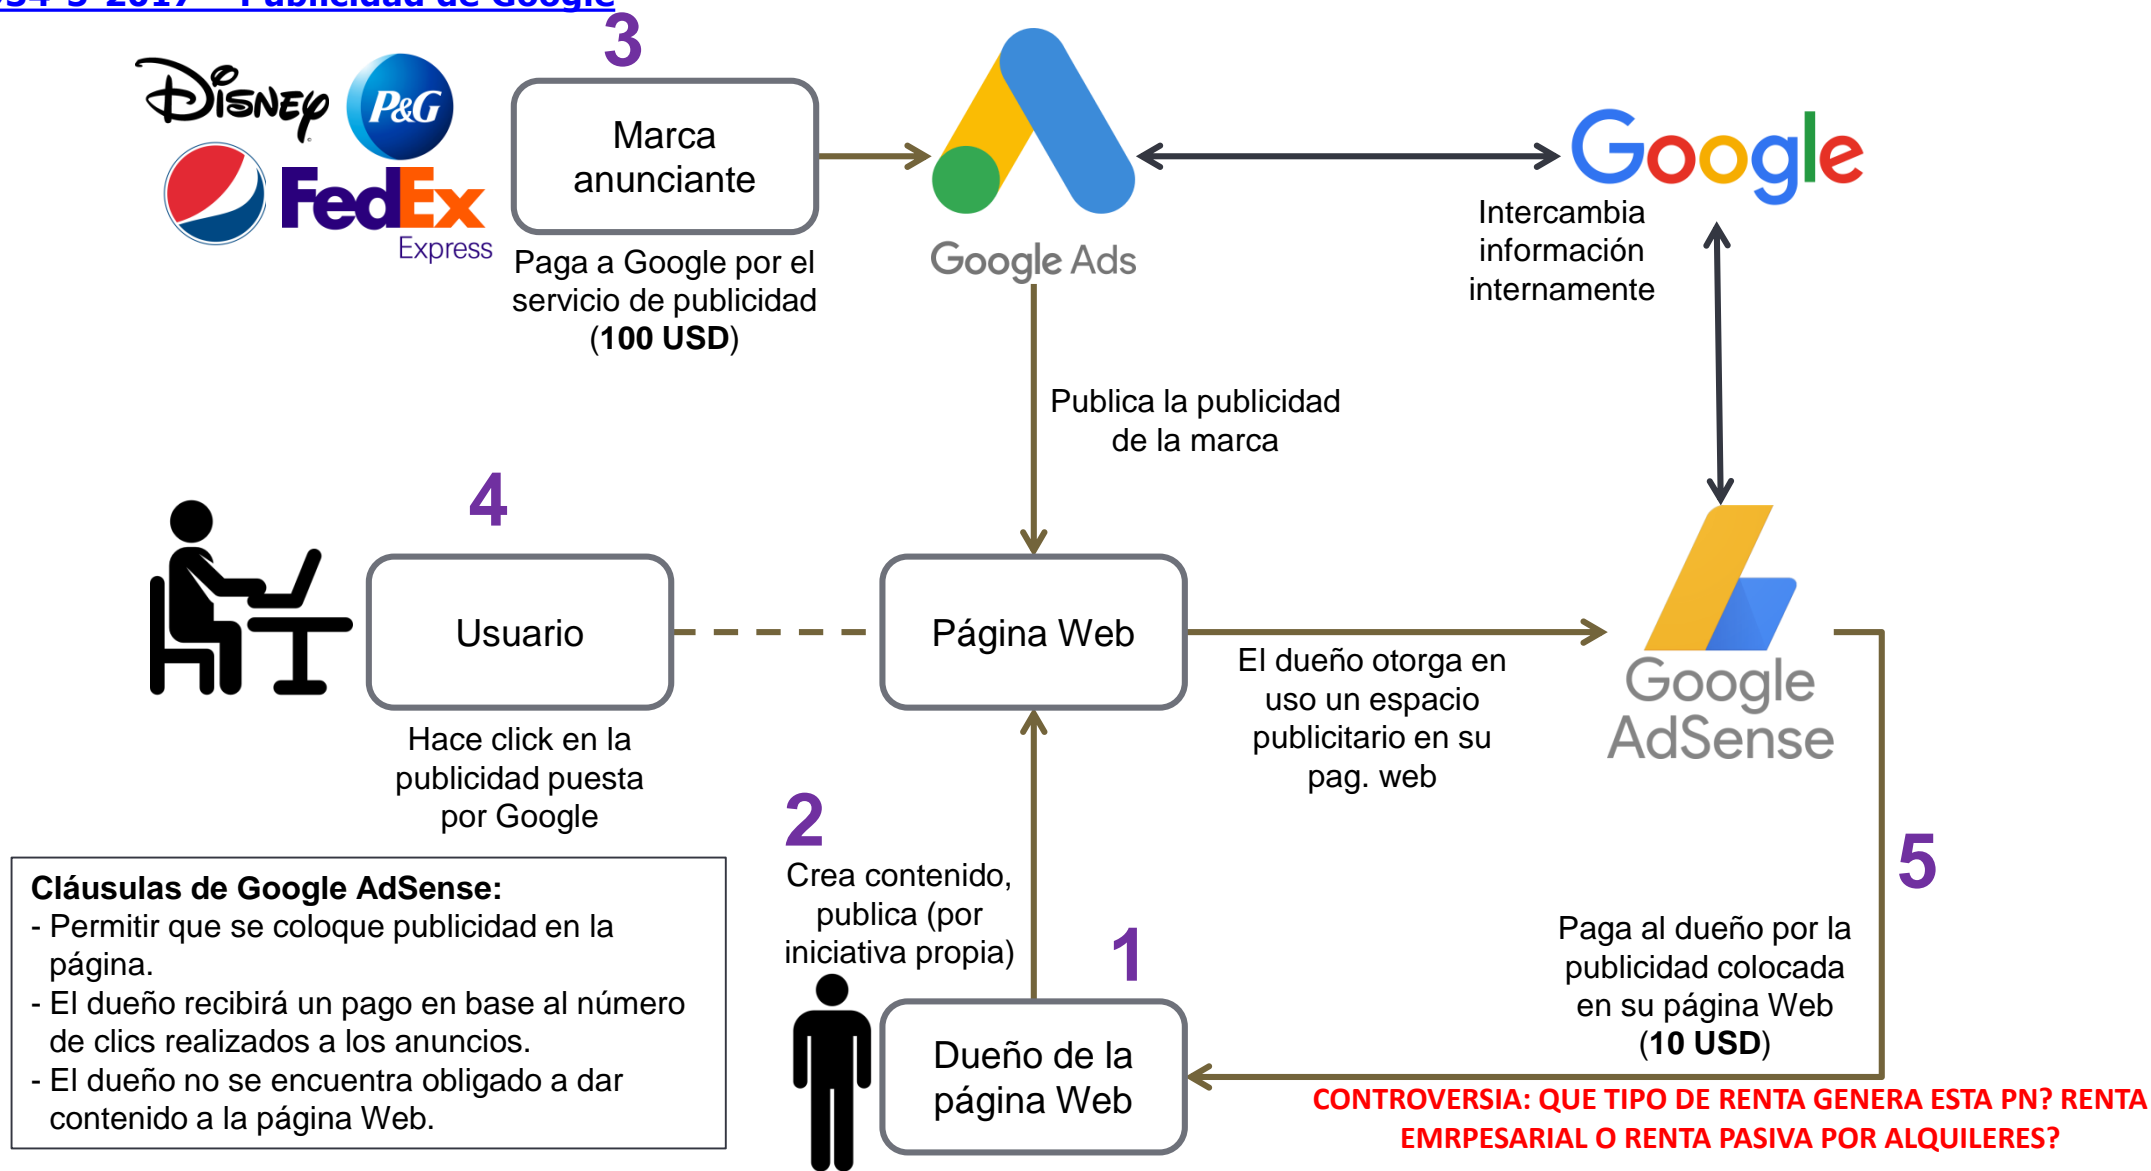 034-5-2017 – Publicidad de Google
3
Disney
P&G
FedEx
Express
Marca
anunciante
Paga a Google por el
servicio de publicidad
(100 USD)
Google Ads
Google
Intercambia
información
internamente
Publica la publicidad
de la marca
4
Usuario
Hace click en la
publicidad puesta
por Google
Página Web
El dueño otorga en
uso un espacio
publicitario en su
pag. web
Google
AdSense
2
Crea contenido,
publica (por
iniciativa propia)
1
Dueño de la
página Web
5
Paga al dueño por la
publicidad colocada
en su página Web
(10 USD)
Cláusulas de Google AdSense:
- Permitir que se coloque publicidad en la
página.
- El dueño recibirá un pago en base al número
de clics realizados a los anuncios.
- El dueño no se encuentra obligado a dar
contenido a la página Web.
CONTROVERSIA: QUE TIPO DE RENTA GENERA ESTA PN? RENTA
EMRPESARIAL O RENTA PASIVA POR ALQUILERES?